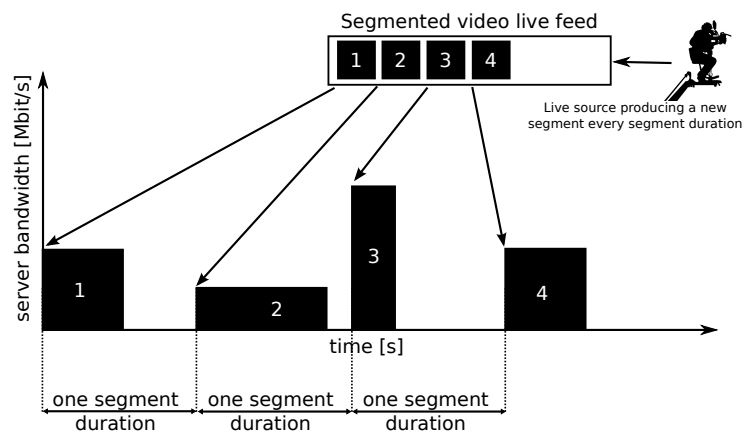 Segmented video live feed
1 2 3 4
Live source producing a new
segment every segment duration
server bandwidth [Mbit/s]
1
2
3
4
time [s]
one segment
duration
one segment
duration
one segment
duration